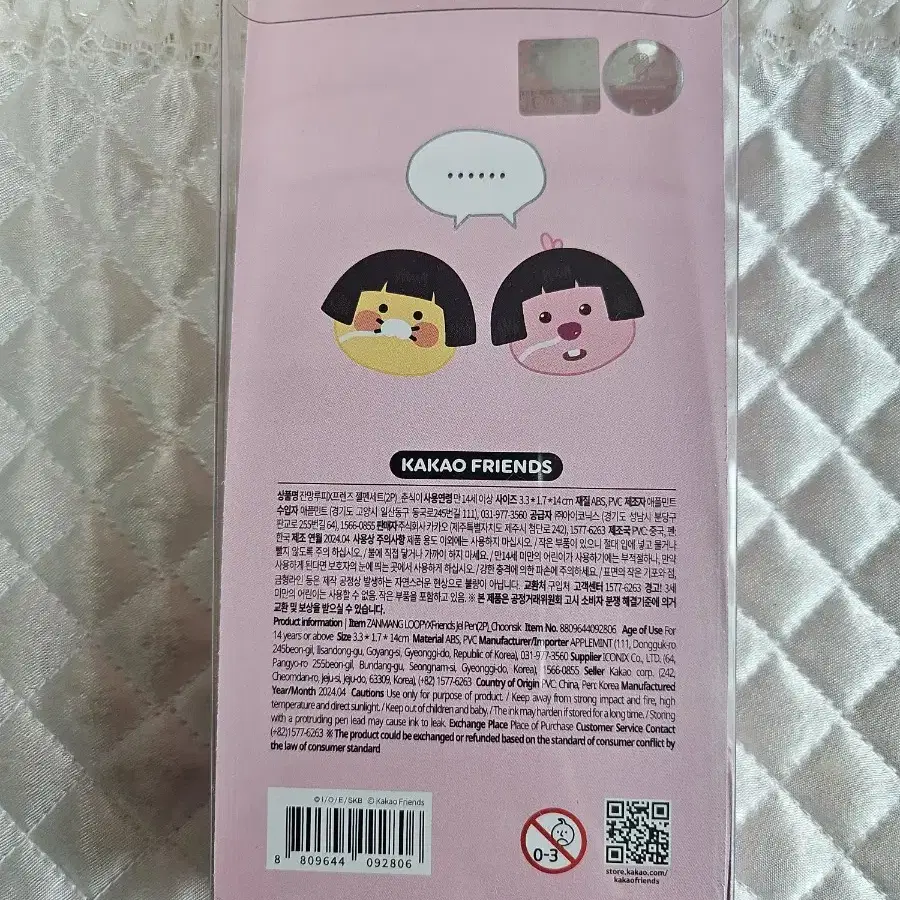 ......
KAKAO FRIENDS
상품명 잔망루피X프렌즈 젤펜세트(2P)_춘식이 사용연령 만 14세 이상 사이즈 3.3 * 1.7 * 14cm 재질 ABS, PVC 제조자 애플민트
수입자 애플민트 (경기도 고양시 일산동구 동국로245번길 111), 031-977-3560 공급자 ㈜아이코닉스 (경기도 성남시 분당구
판교로 255번길 64), 1566-0855 판매자 주식회사 카카오 (제주특별자치도 제주시 첨단로 242), 1577-6263 제조국 PVC: 중국, 펜:
한국 제조 연월 2024.04 사용상 주의사항 제품 용도 이외에는 사용하지 마십시오. / 작은 부품이 있으니 절대 입에 넣고 물거나
빨지 않도록 주의 하십시오. / 불에 직접 닿거나 가까이 하지 마세요. / 만14세 미만의 어린이가 사용하기에는 부적절하나, 만약
사용하게 된다면 보호자의 눈에 띄는 곳에서 사용하게 하십시오. / 강한 충격에 의한 파손에 주의하세요. / 표면의 작은 기포와 점,
금형라인 등은 제작 공정상 발생하는 자연스러운 현상으로 불량이 아닙니다. 교환처 구입처 고객센터 1577-6263 경고! 3세
미만의 어린이는 사용할 수 없음. 작은 부품을 포함하고 있음. ※ 본 제품은 공정거래위원회 고시 소비자 분쟁 해결기준에 의거
교환 및 보상을 받으실 수 있습니다.
Product information | Item ZANMANG LOOPYXFriends Jel Pen(2P)_Choonsik Item No. 8809644092806 Age of Use For
14 years or above Size 3.3 * 1.7 * 14cm Material ABS, PVC Manufacturer/Importer APPLEMINT (111, Dongguk-ro
245beon-gil, Ilsandong-gu, Goyang-si, Gyeonggi-do, Republic of Korea), 031-977-3560 Supplier ICONIX Co., LTD. (64,
Pangyo-ro 255beon-gil, Bundang-gu, Seongnam-si, Gyeonggi-do, Korea), 1566-0855 Seller Kakao corp. (242,
Cheomdan-ro, Jeju-si, Jeju-do, 63309, Korea), (+82) 1577-6263 Country of Origin PVC: China, Pen: Korea Manufactured
Year/Month 2024.04 Cautions Use only for purpose of product. / Keep away from strong impact and fire, high
temperature and direct sunlight. / Keep out of children and baby. / The ink may harden if stored for a long time. / Storing
with a protruding pen lead may cause ink to leak. Exchange Place Place of Purchase Customer Service Contact
(+82)1577-6263 ※ The product could be exchanged or refunded based on the standard of consumer conflict by
the law of consumer standard
© I / O / E / SKB © Kakao Friends
8 809644 092806
0-3
store.kakao.com/
kakaofriends